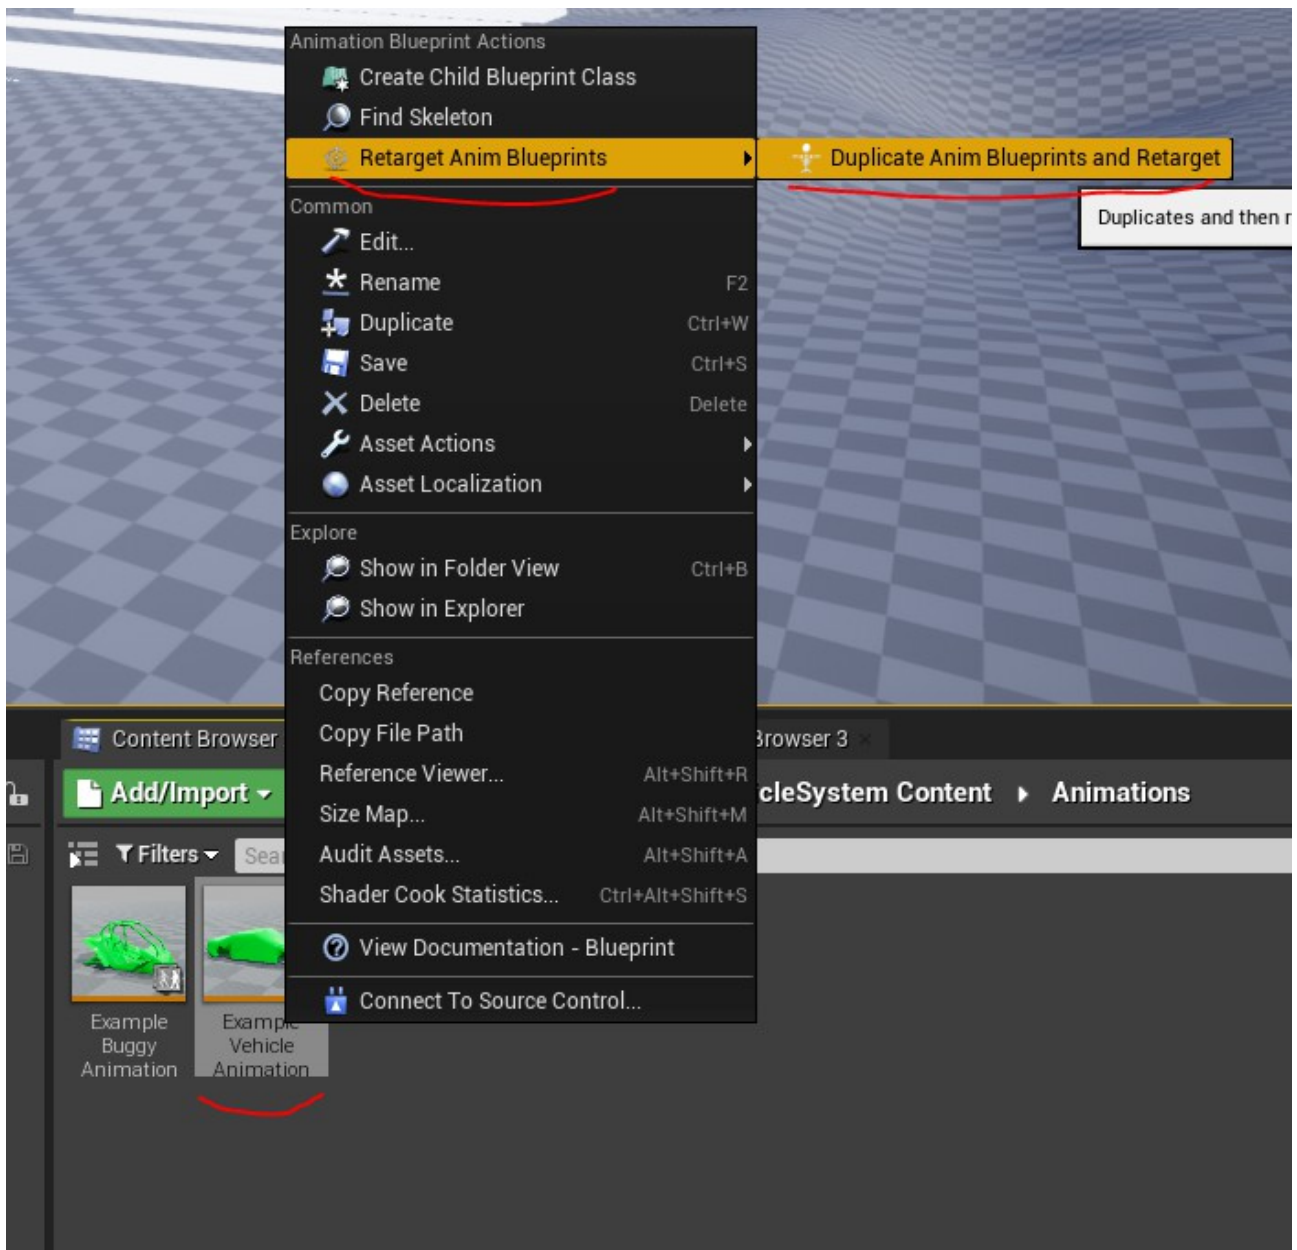 Animation Blueprint Actions
Create Child Blueprint Class
Find Skeleton
Retarget Anim Blueprints
Duplicate Anim Blueprints and Retarget
Duplicates and then r
Common
Edit...
Rename F2
Duplicate Ctrl+W
Save Ctrl+S
Delete Delete
Asset Actions
Asset Localization
Explore
Show in Folder View Ctrl+B
Show in Explorer
References
Copy Reference
Copy File Path
Reference Viewer... Alt+Shift+R
Size Map... Alt+Shift+M
Audit Assets... Alt+Shift+A
Shader Cook Statistics... Ctrl+Alt+Shift+S
View Documentation - Blueprint
Connect To Source Control...
Content Browser
Browser 3
Add/Import
cleSystem Content
Animations
Filters
Sea
Example
Buggy
Animation
Example
Vehicle
Animation